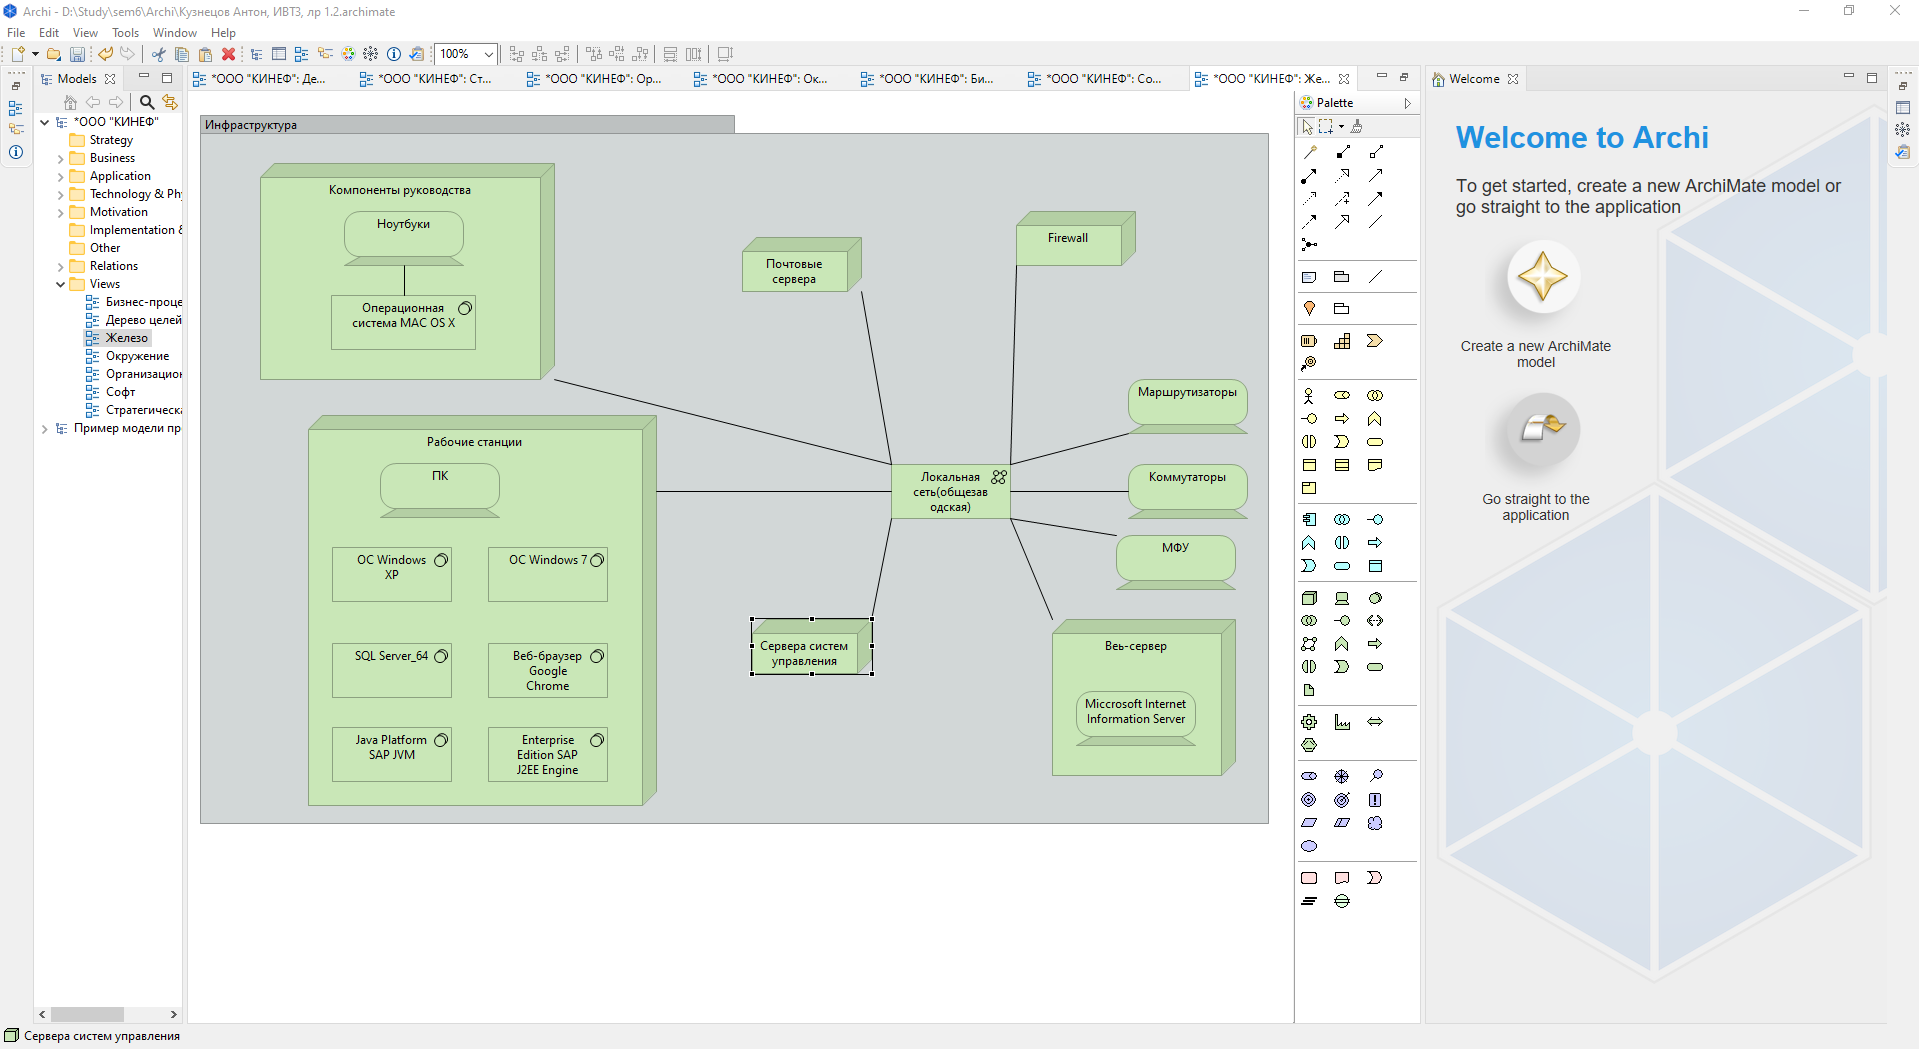 Archi - D:\Study\sem6\Archi\Кузнецов Антон, ИВТ3, лр 1.2.archimate
File Edit View Tools Window Help
100%
Models
*ООО "КИНЕФ": Де...
*ООО "КИНЕФ": Ст...
*ООО "КИНЕФ": Ор...
*ООО "КИНЕФ": Ок...
*ООО "КИНЕФ": Би...
*ООО "КИНЕФ": Со...
*ООО "КИНЕФ": Же...
Welcome
*ООО "КИНЕФ"
Strategy
Business
Application
Technology & Phy
Motivation
Implementation &
Other
Relations
Views
Бизнес-проце
Дерево целей
Железо
Окружение
Организацион
Софт
Стратегическа
Пример модели пр
Инфраструктура
Компоненты руководства
Ноутбуки
Операционная
система MAC OS X
Почтовые
сервера
Firewall
Маршрутизаторы
Рабочие станции
ПК
Локальная
сеть(общезав
одская)
Коммутаторы
МФУ
ОС Windows
XP
ОС Windows 7
SQL Server_64
Веб-браузер
Google
Chrome
Java Platform
SAP JVM
Enterprise
Edition SAP
J2EE Engine
Сервера систем
управления
Веь-сервер
Miccrosoft Internet
Information Server
Palette
Welcome to Archi
To get started, create a new ArchiMate model or
go straight to the application
Create a new ArchiMate
model
Go straight to the
application
Сервера систем управления